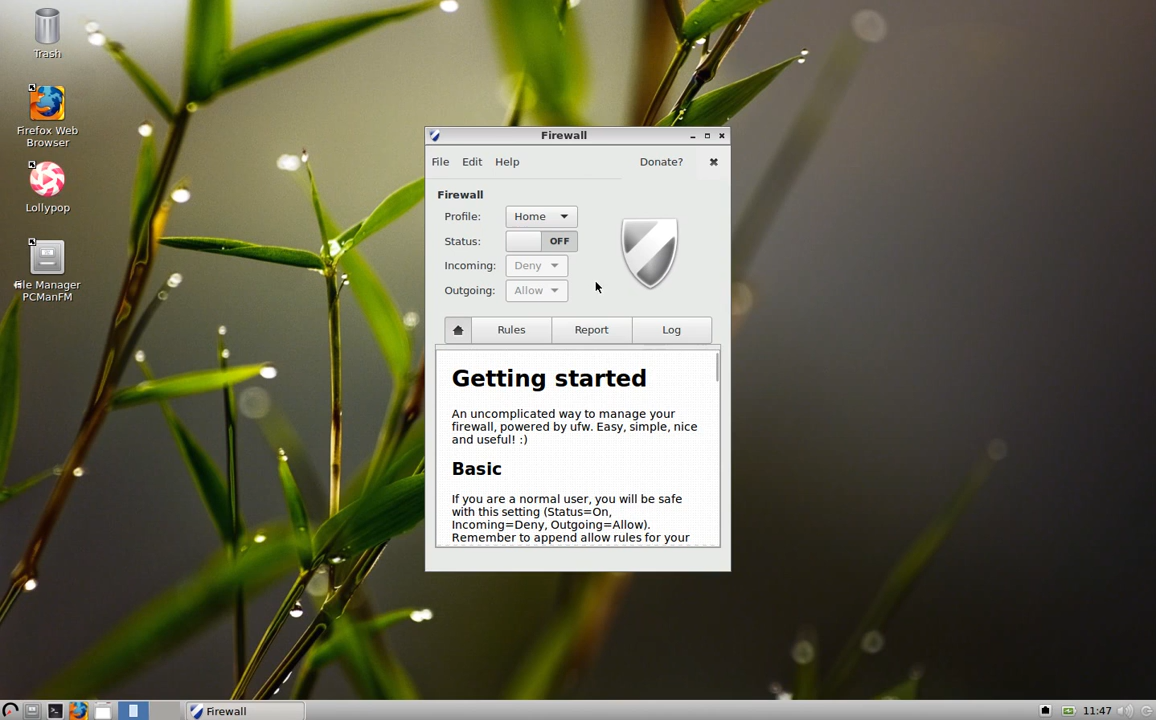 Trash
Firefox Web
Browser
Lollypop
File Manager
PCManFM
Firewall
File Edit Help Donate?
Firewall
Profile: Home
Status: OFF
Incoming: Deny
Outgoing: Allow
Rules Report Log
Getting started
An uncomplicated way to manage your
firewall, powered by ufw. Easy, simple, nice
and useful! :)
Basic
If you are a normal user, you will be safe
with this setting (Status=On,
Incoming=Deny, Outgoing=Allow).
Remember to append allow rules for your
Firewall
11:47